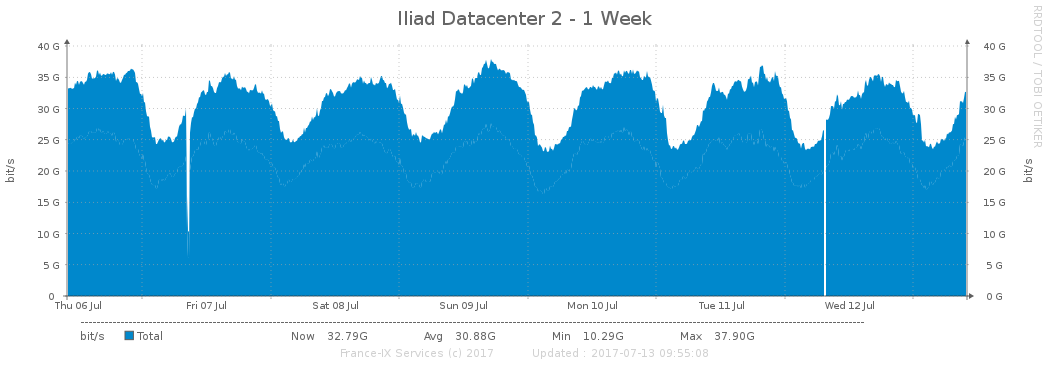 Iliad Datacenter 2 - 1 Week
RRDTOOL / TOBI OETIKER
40 G 40 G
35 G 35 G
30 G 30 G
25 G 25 G
20 G 20 G
15 G 15 G
10 G 10 G
5 G 5 G
0 0 G
bit/s bit/s
Thu 06 Jul Fri 07 Jul Sat 08 Jul Sun 09 Jul Mon 10 Jul Tue 11 Jul Wed 12 Jul
bit/s Total Now 32.79G Avg 30.88G Min 10.29G Max 37.90G
France-IX Services (c) 2017 Updated : 2017-07-13 09:55:08